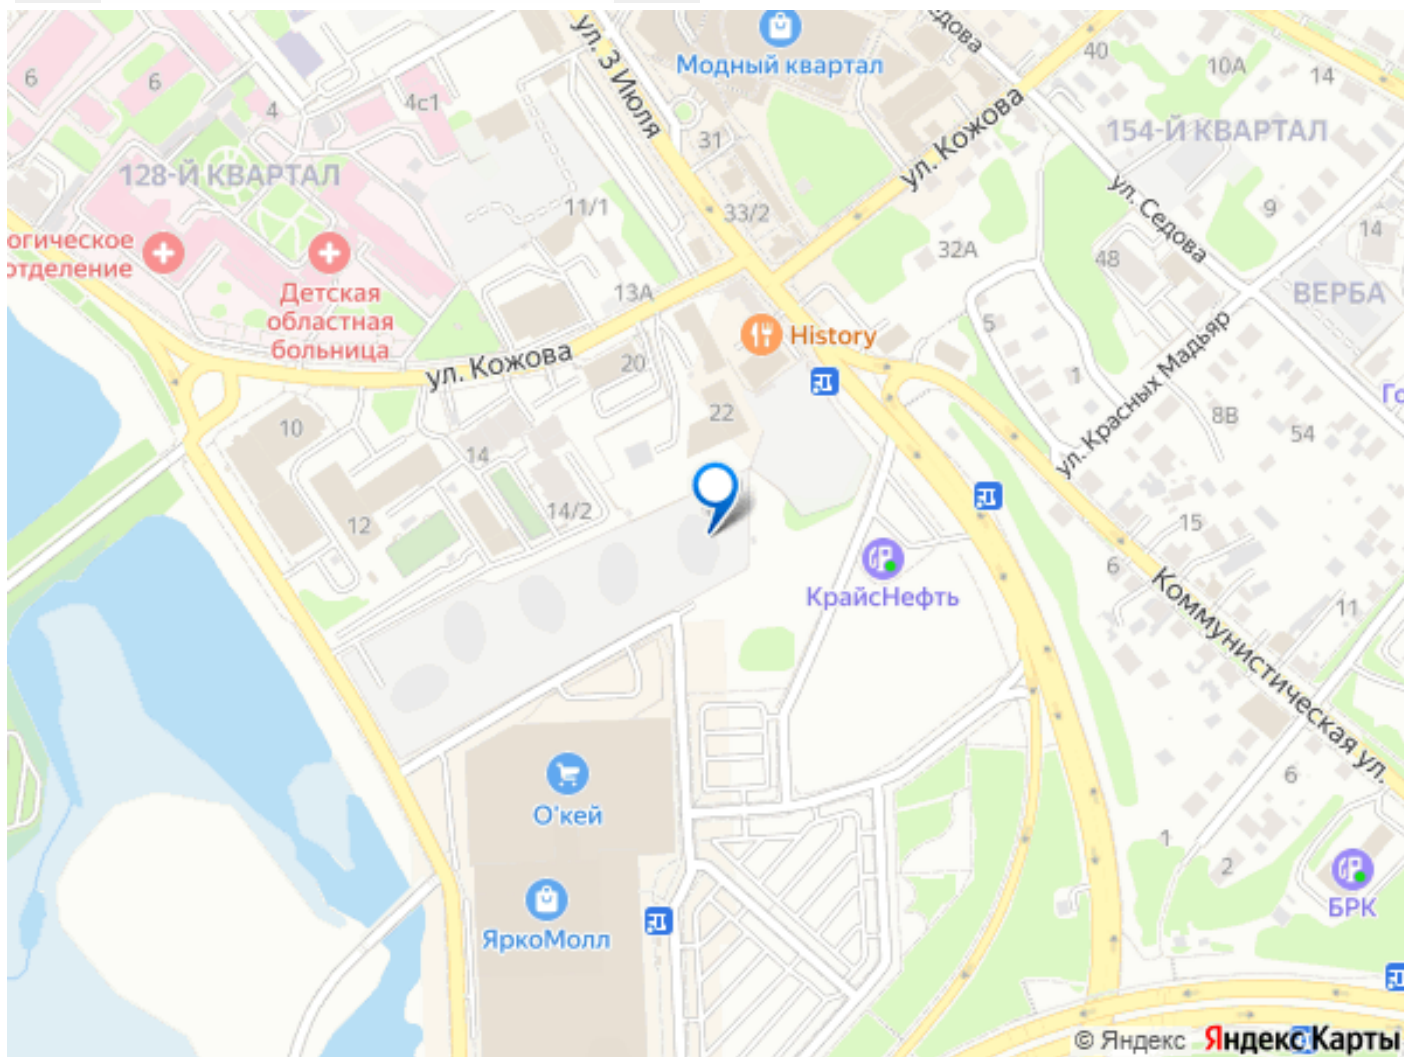 ул. 3 Июля
Модный квартал
Седова
40
10А
14
6
6
4
4с1
31
ул. Кожова
154-Й КВАРТАЛ
128-Й КВАРТАЛ
11/1
33/2
ул. Седова
9
14
огическое
отделение
Детская
областная
больница
13А
32А
48
ВЕРБА
History
5
ул. Кожова
20
1
ул. Красных Мадьяр
22
8В
54
Го
10
14
12
14/2
15
6
КрайсНефть
11
Коммунистическая ул.
О'кей
6
1
2
БРК
ЯркоМолл
© Яндекс Яндекс Карты